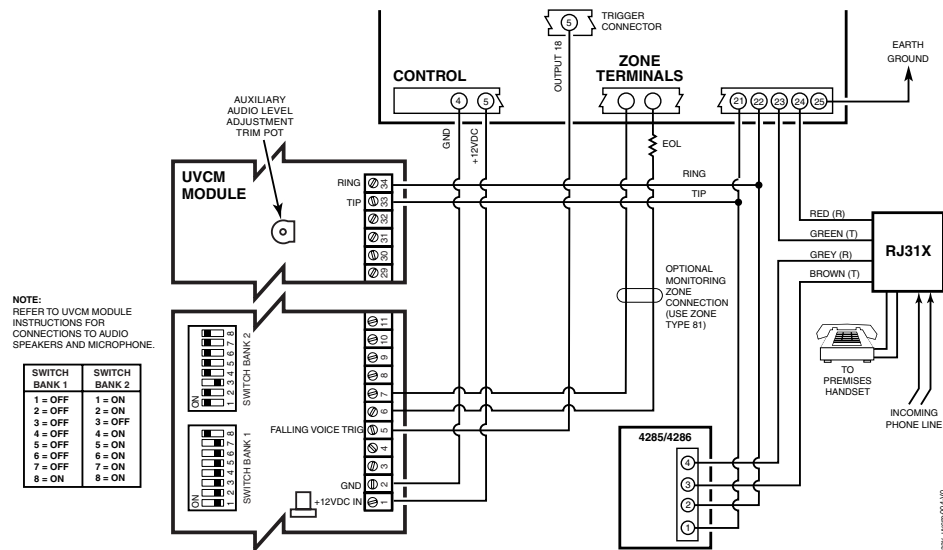 TRIGGER
CONNECTOR
5
OUTPUT 18
EARTH
GROUND
CONTROL
ZONE
TERMINALS
4 5
21 22 23 24 25
GND
+12VDC
EOL
AUXILIARY
AUDIO LEVEL
ADJUSTMENT
TRIM POT
UVCM
MODULE
RING
TIP
34
33
32
31
30
29
RING
TIP
RED (R)
GREEN (T)
GREY (R)
BROWN (T)
RJ31X
OPTIONAL
MONITORING
ZONE
CONNECTION
(USE ZONE
TYPE 81)
NOTE:
REFER TO UVCM MODULE
INSTRUCTIONS FOR
CONNECTIONS TO AUDIO
SPEAKERS AND MICROPHONE.
SWITCH BANK 1 SWITCH BANK 2
1 = OFF 1 = ON
2 = OFF 2 = ON
3 = OFF 3 = OFF
4 = OFF 4 = ON
5 = OFF 5 = ON
6 = OFF 6 = ON
7 = OFF 7 = ON
8 = ON 8 = ON
ON
1 2 3 4 5 6 7 8
SWITCH BANK 2
ON
1 2 3 4 5 6 7 8
SWITCH BANK 1
11
10
9
8
7
6
5
4
3
2
1
FALLING VOICE TRIG
GND
+12VDC IN
4285/4286
4
3
2
1
TO
PREMISES
HANDSET
INCOMING
PHONE LINE